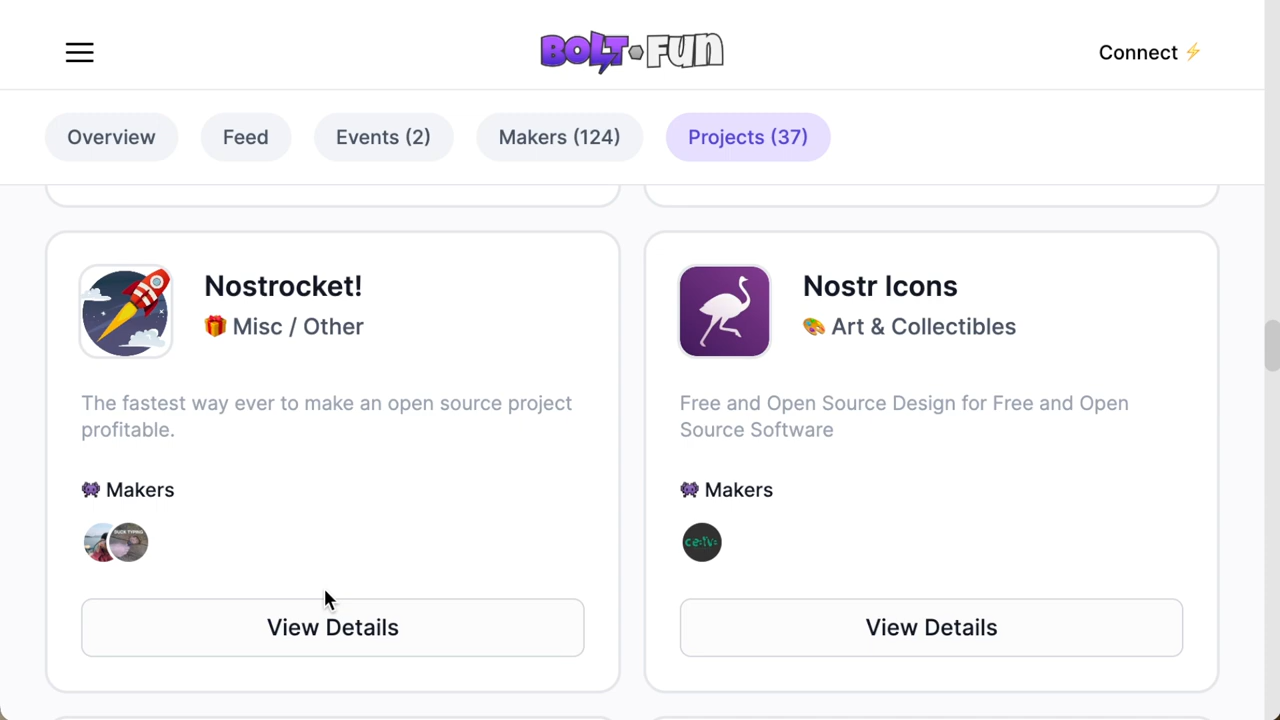 BOLT FUN
Connect ⚡
Overview
Feed
Events (2)
Makers (124)
Projects (37)
Nostrocket!
🎁 Misc / Other
The fastest way ever to make an open source project
profitable.
👾 Makers
DUCK TYPING
View Details
Nostr Icons
🎨 Art & Collectibles
Free and Open Source Design for Free and Open
Source Software
👾 Makers
View Details